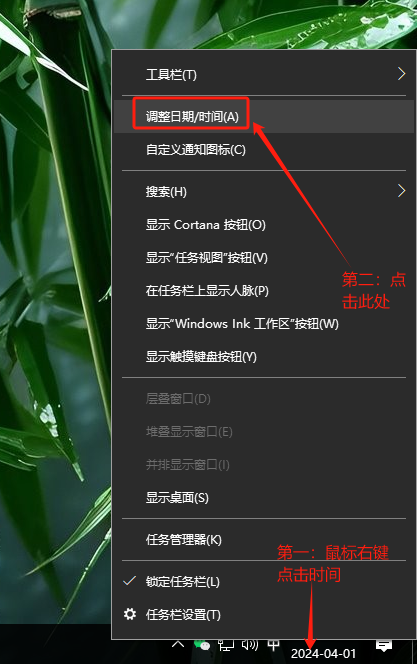 工具栏(T)
调整日期/时间(A)
自定义通知图标(C)
搜索(H)
显示 Cortana 按钮(O)
显示“任务视图”按钮(V)
第二：点
击此处
在任务栏上显示人脉(P)
显示“Windows Ink 工作区”按钮(W)
显示触摸键盘按钮(Y)
层叠窗口(D)
堆叠显示窗口(E)
并排显示窗口(I)
显示桌面(S)
任务管理器(K)
第一：鼠标右键
点击时间
锁定任务栏(L)
任务栏设置(T)
中
2024-04-01